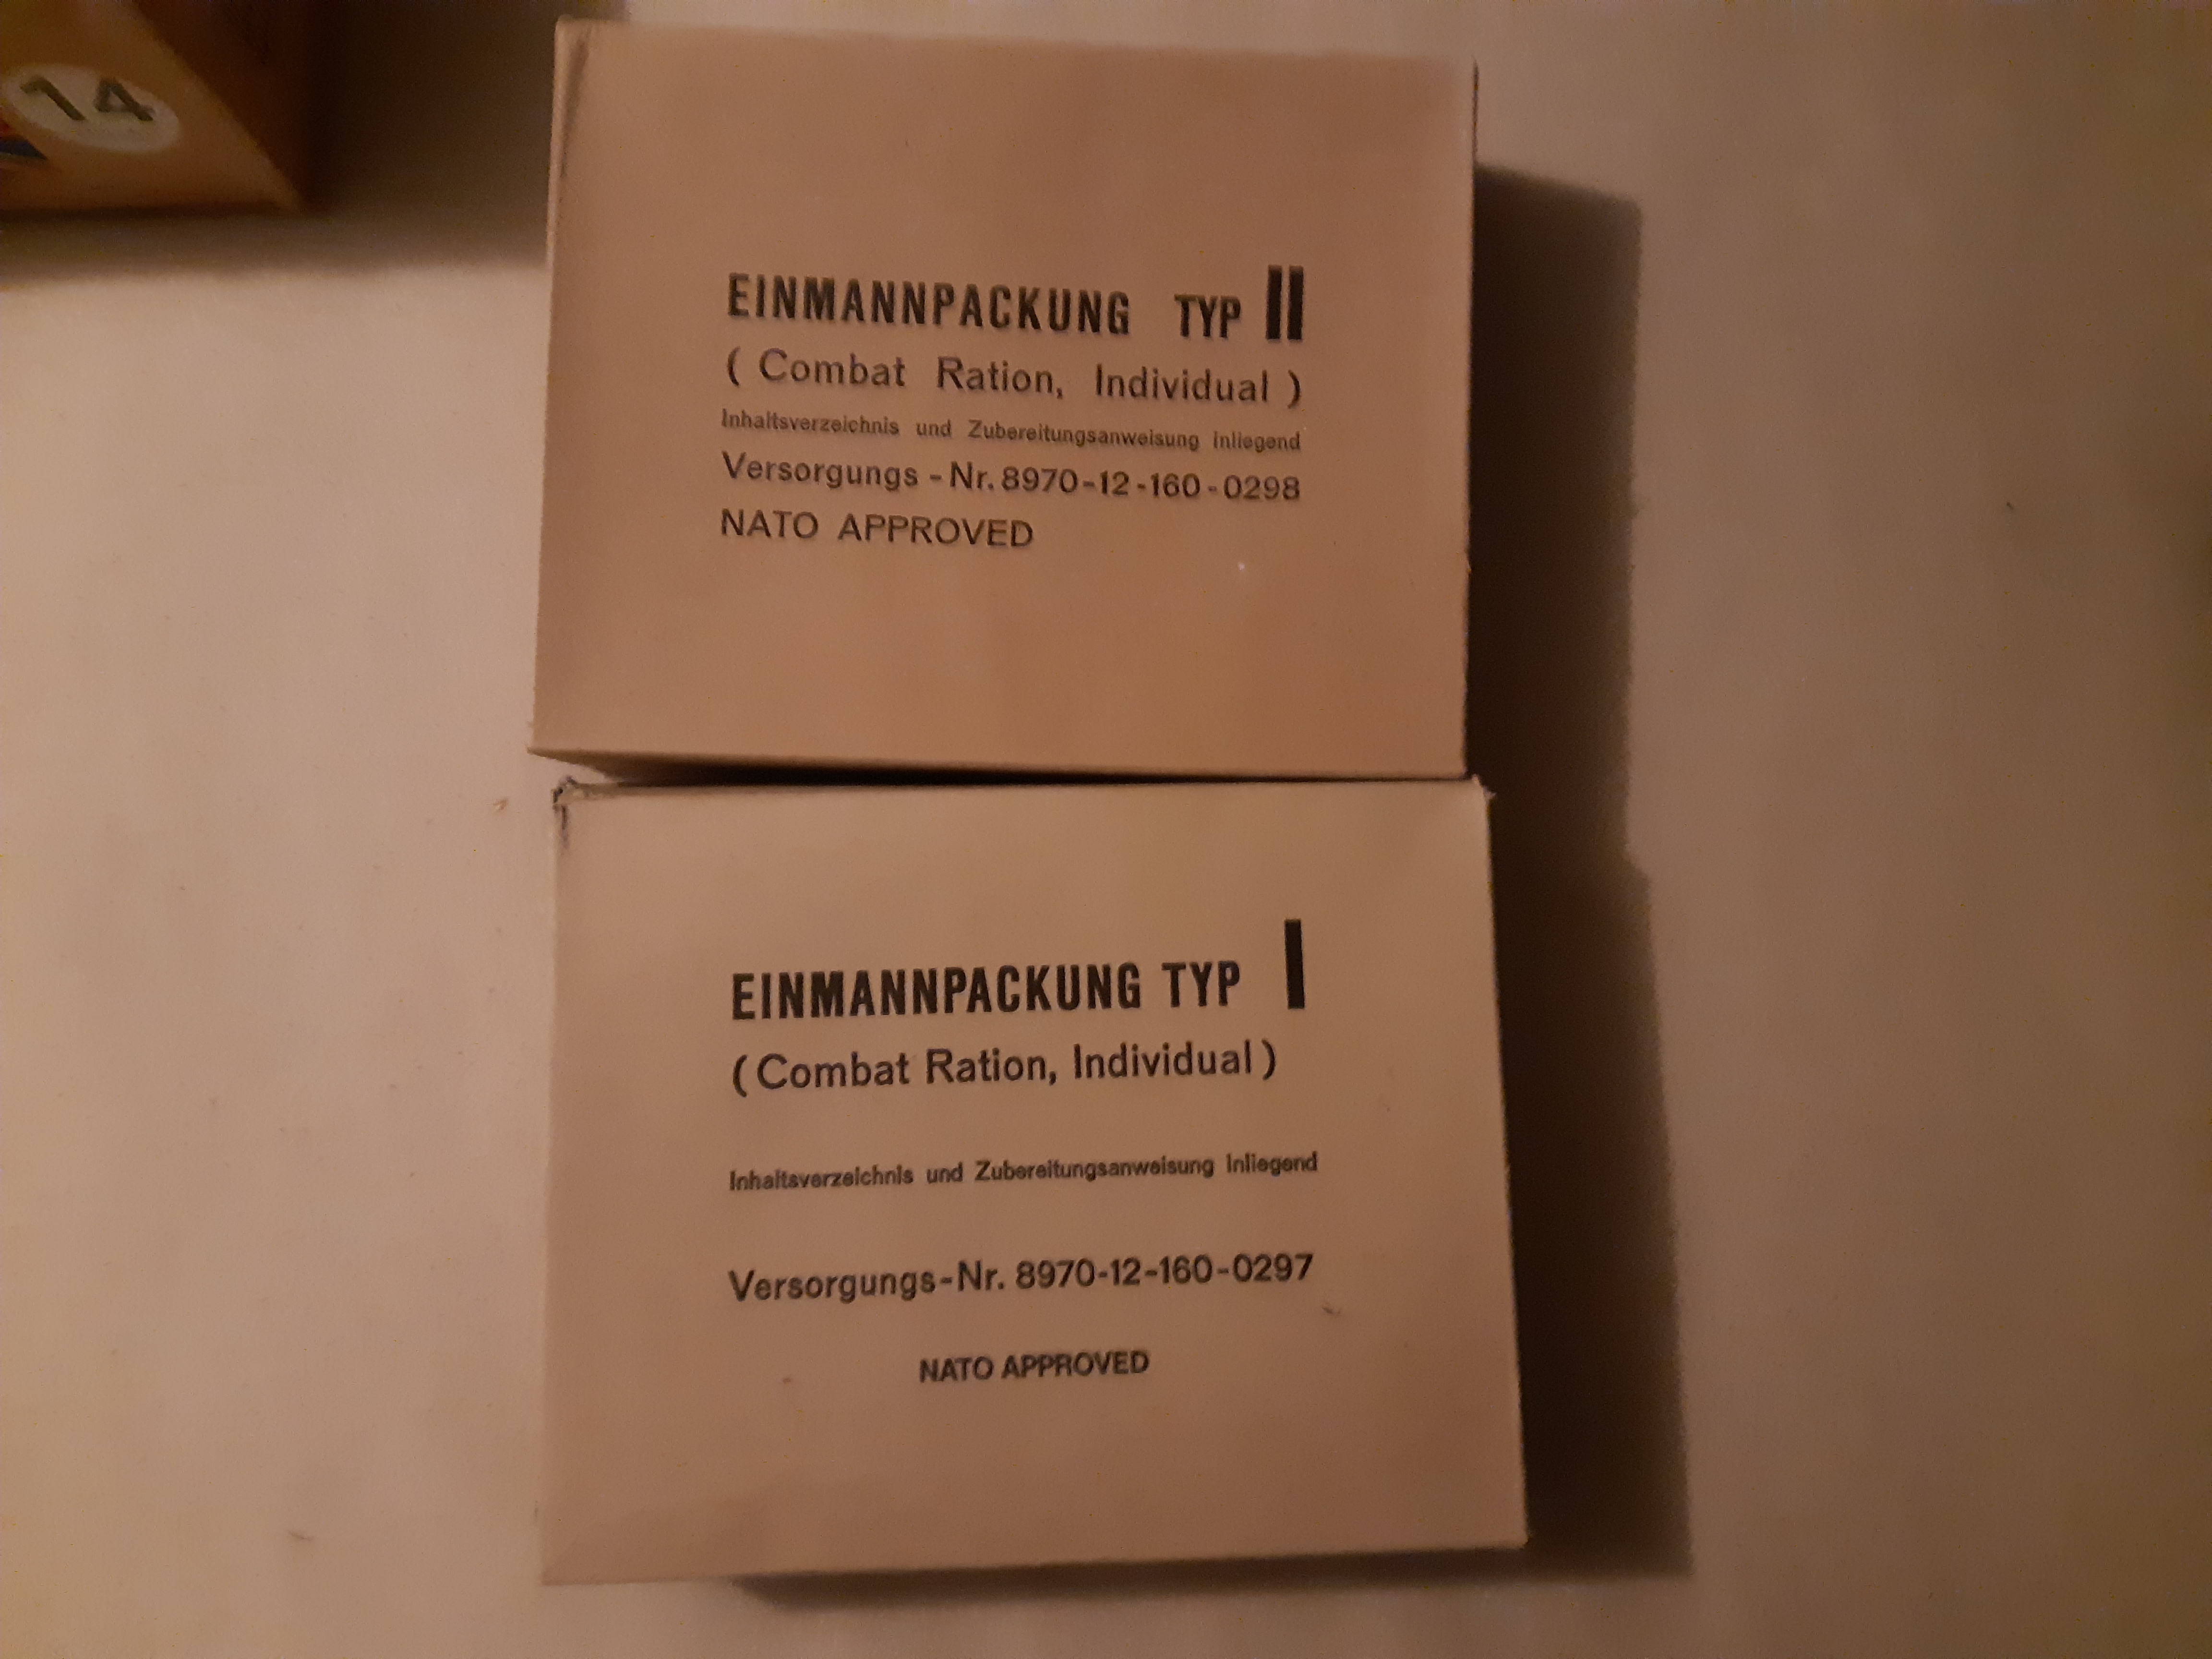 14
EINMANNPACKUNG TYP II
( Combat Ration, Individual )
Inhaltsverzeichnis und Zubereitungsanweisung inliegend
Versorgungs - Nr. 8970-12-160-0298
NATO APPROVED
EINMANNPACKUNG TYP I
(Combat Ration, Individual)
Inhaltsverzeichnis und Zubereitungsanweisung inliegend
Versorgungs-Nr. 8970-12-160-0297
NATO APPROVED